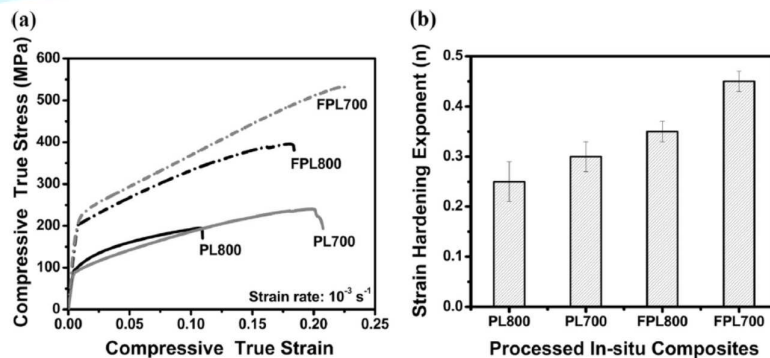 (a)
Compressive True Stress (MPa)
600
500
400
300
200
100
0
FPL700
FPL800
PL800
PL700
Strain rate: 10⁻³ s⁻¹
0.00 0.05 0.10 0.15 0.20 0.25
Compressive True Strain
(b)
Strain Hardening Exponent (n)
0.5
0.4
0.3
0.2
0.1
0.0
PL800 PL700 FPL800 FPL700
Processed In-situ Composites